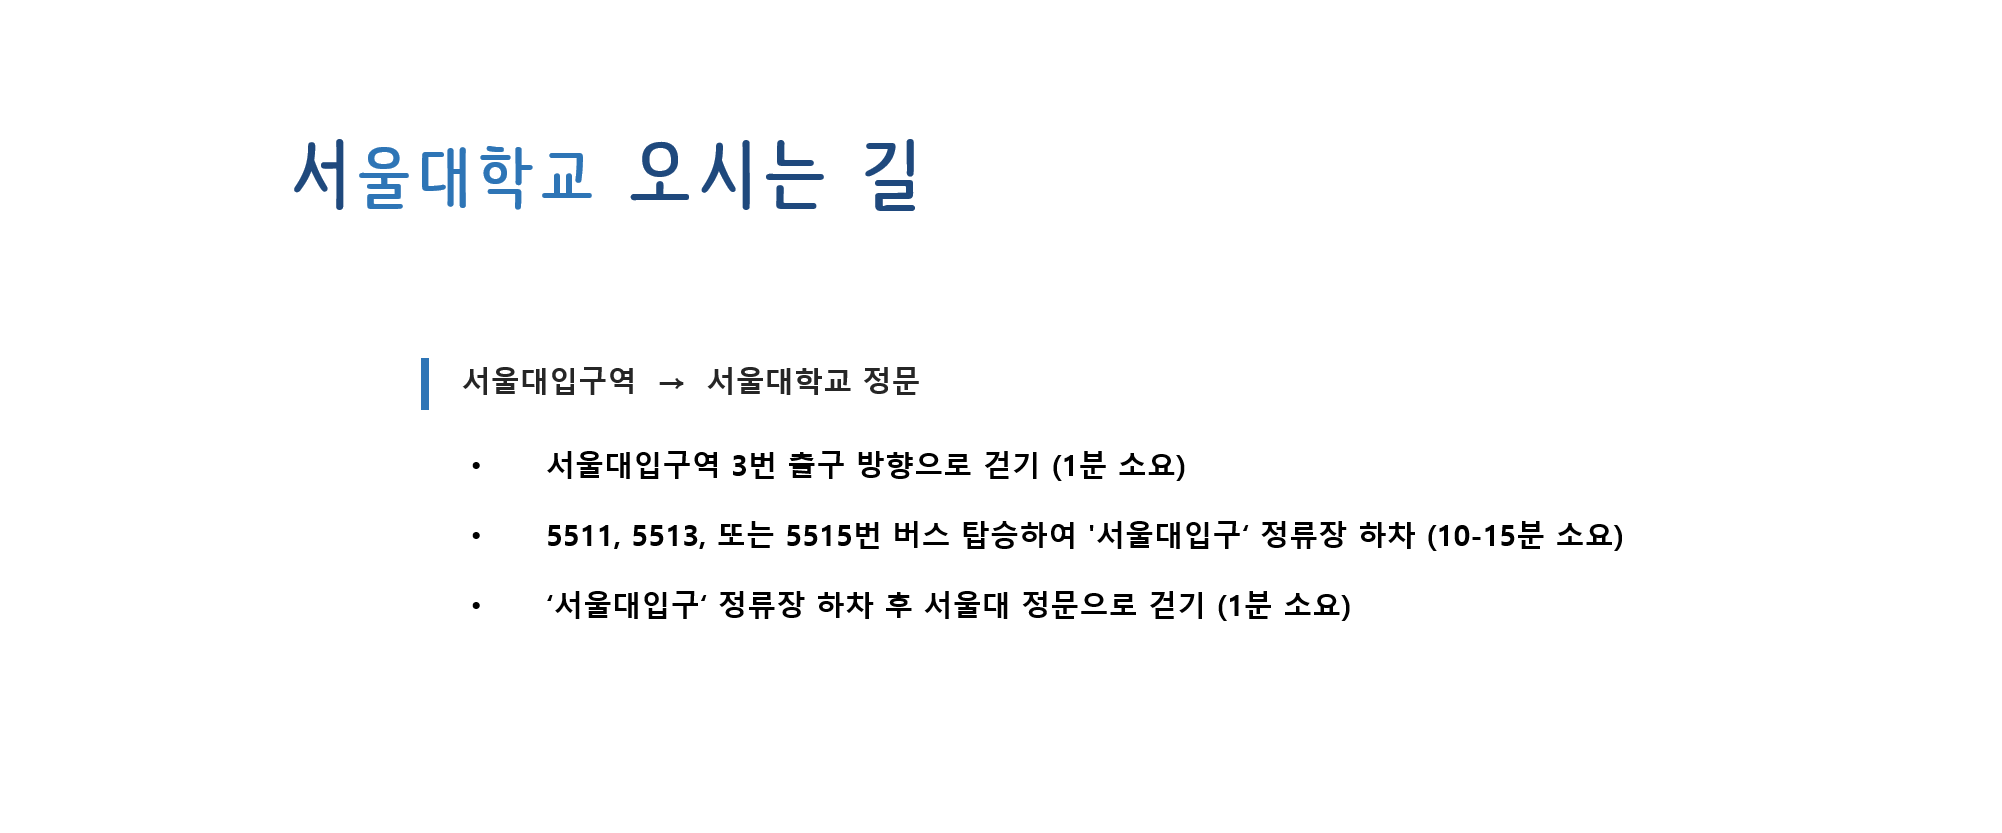 서울대학교 오시는 길
서울대입구역 → 서울대학교 정문
• 서울대입구역 3번 출구 방향으로 걷기 (1분 소요)
• 5511, 5513, 또는 5515번 버스 탑승하여 '서울대입구‘ 정류장 하차 (10-15분 소요)
• ‘서울대입구‘ 정류장 하차 후 서울대 정문으로 걷기 (1분 소요)